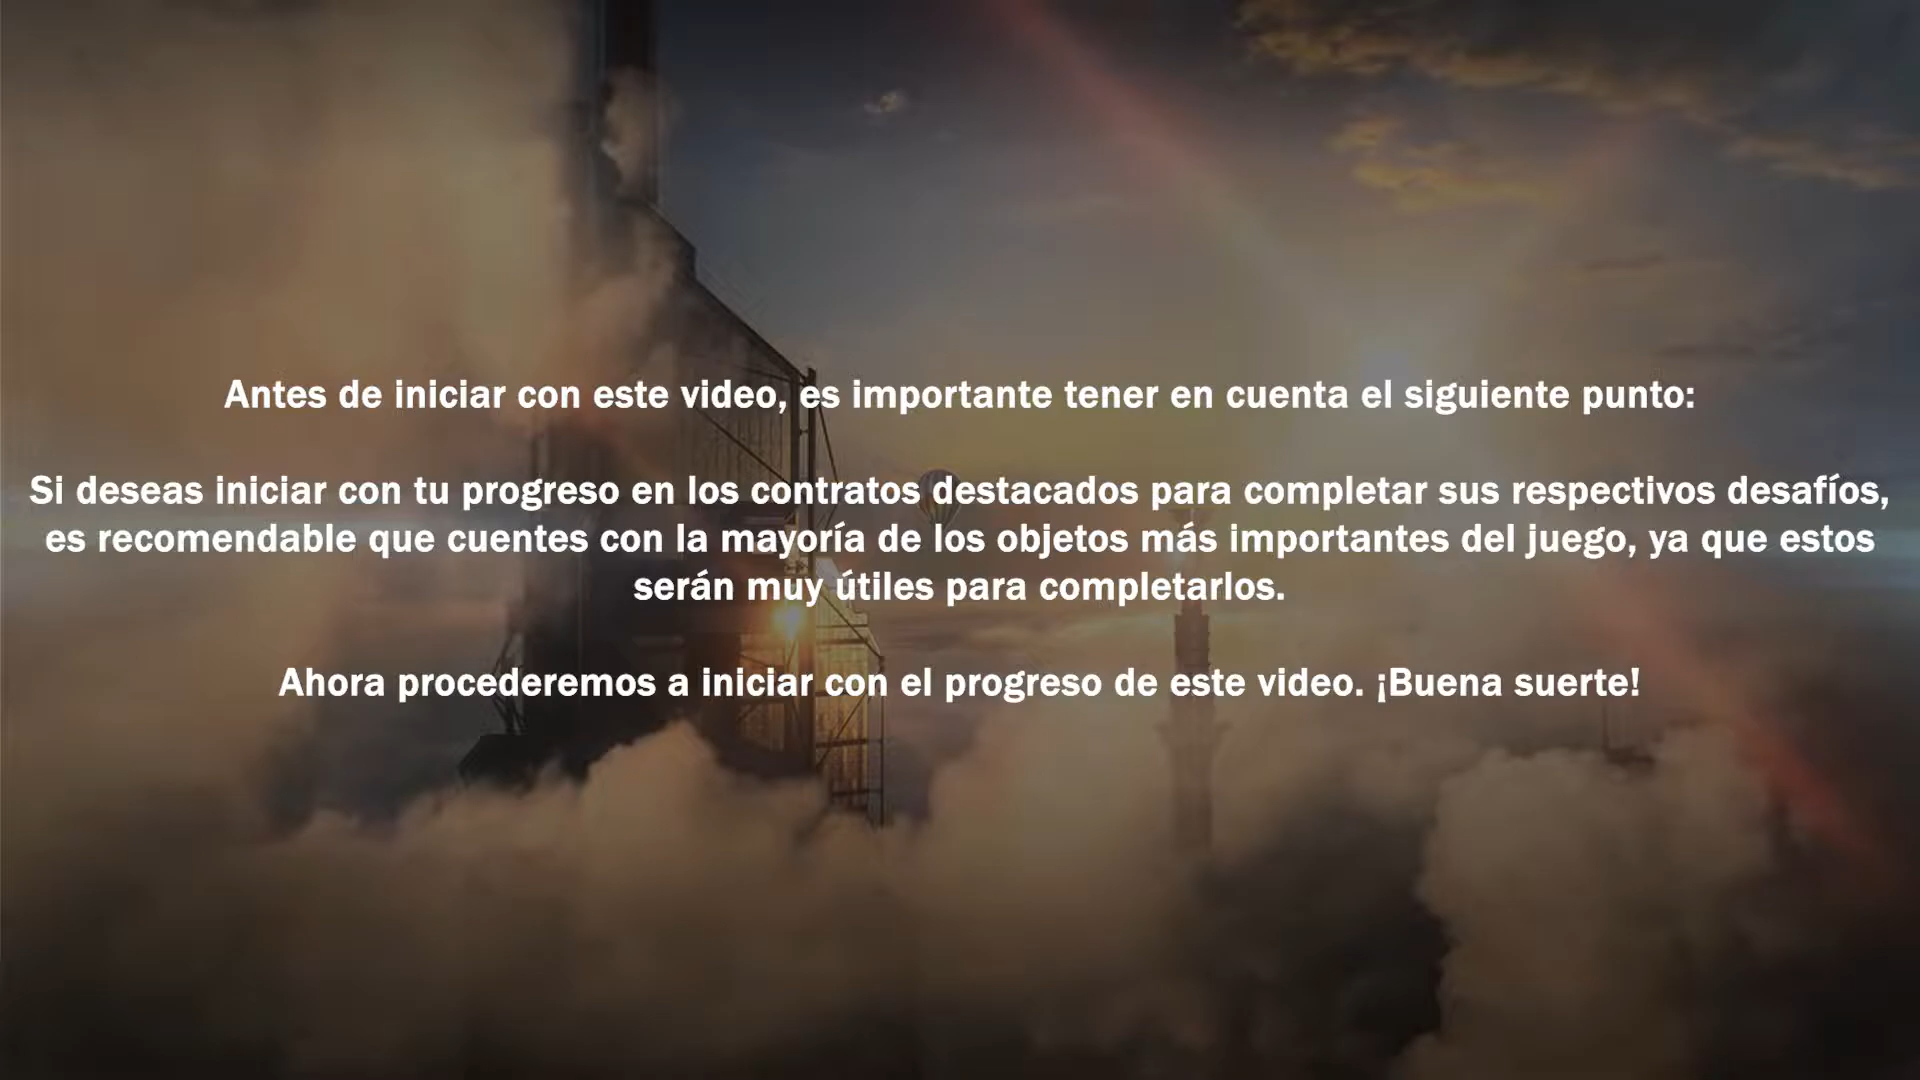 Antes de iniciar con este video, es importante tener en cuenta el siguiente punto:
Si deseas iniciar con tu progreso en los contratos destacados para completar sus respectivos desafíos,
es recomendable que cuentes con la mayoría de los objetos más importantes del juego, ya que estos
serán muy útiles para completarlos.
Ahora procederemos a iniciar con el progreso de este video. ¡Buena suerte!